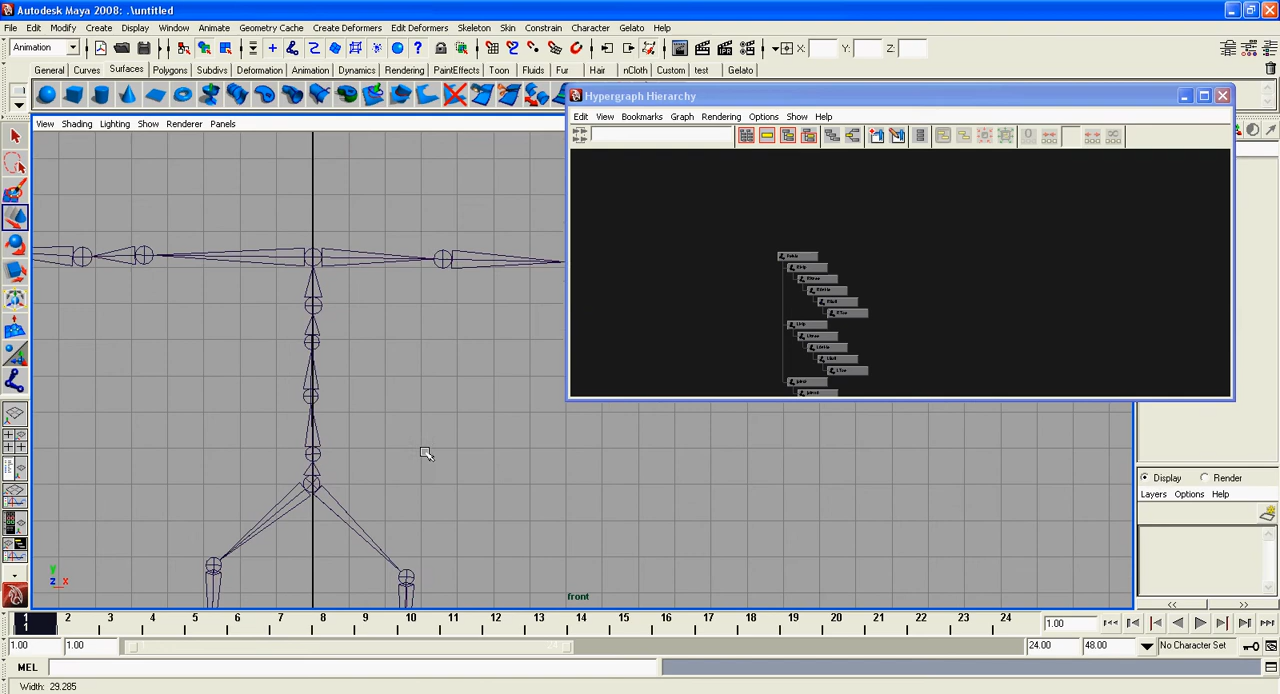 Autodesk Maya 2008: .\untitled
File Edit Modify Create Display Window Assets Animate Geometry Cache Create Deformers Edit Deformers Skeleton Skin Constrain Character Gelato Help
Animation
X: Y: Z:
General Curves Surfaces Polygons Subdivs Deformation Animation Dynamics Rendering PaintEffects Toon Fluids Fur Hair nCloth Custom test Gelato
View Shading Lighting Show Renderer Panels
Hypergraph Hierarchy
Edit View Bookmarks Graph Rendering Options Show Help
y
z x
front
Display Render
Layers Options Help
<< >>
1 2 3 4 5 6 7 8 9 10 11 12 13 14 15 16 17 18 19 20 21 22 23 24
1
1.00
1.00 1.00 24.00 48.00 No Character Set
MEL
Width: 29.285